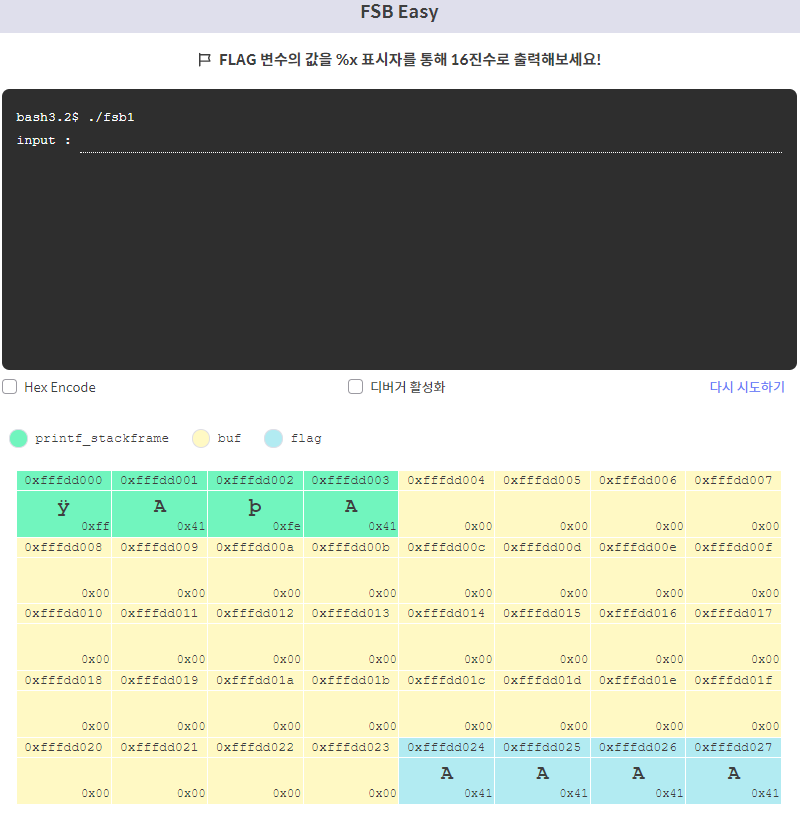 FSB Easy
FLAG 변수의 값을 %x 표시자를 통해 16진수로 출력해보세요!
bash3.2$ ./fsb1
input :
Hex Encode 디버거 활성화 다시 시도하기
printf_stackframe buf flag
0xfffdd000 0xfffdd001 0xfffdd002 0xfffdd003 0xfffdd004 0xfffdd005 0xfffdd006 0xfffdd007
ÿ A þ A
0xff 0x41 0xfe 0x41 0x00 0x00 0x00 0x00
0xfffdd008 0xfffdd009 0xfffdd00a 0xfffdd00b 0xfffdd00c 0xfffdd00d 0xfffdd00e 0xfffdd00f
0x00 0x00 0x00 0x00 0x00 0x00 0x00 0x00
0xfffdd010 0xfffdd011 0xfffdd012 0xfffdd013 0xfffdd014 0xfffdd015 0xfffdd016 0xfffdd017
0x00 0x00 0x00 0x00 0x00 0x00 0x00 0x00
0xfffdd018 0xfffdd019 0xfffdd01a 0xfffdd01b 0xfffdd01c 0xfffdd01d 0xfffdd01e 0xfffdd01f
0x00 0x00 0x00 0x00 0x00 0x00 0x00 0x00
0xfffdd020 0xfffdd021 0xfffdd022 0xfffdd023 0xfffdd024 0xfffdd025 0xfffdd026 0xfffdd027
A A A A
0x00 0x00 0x00 0x00 0x41 0x41 0x41 0x41